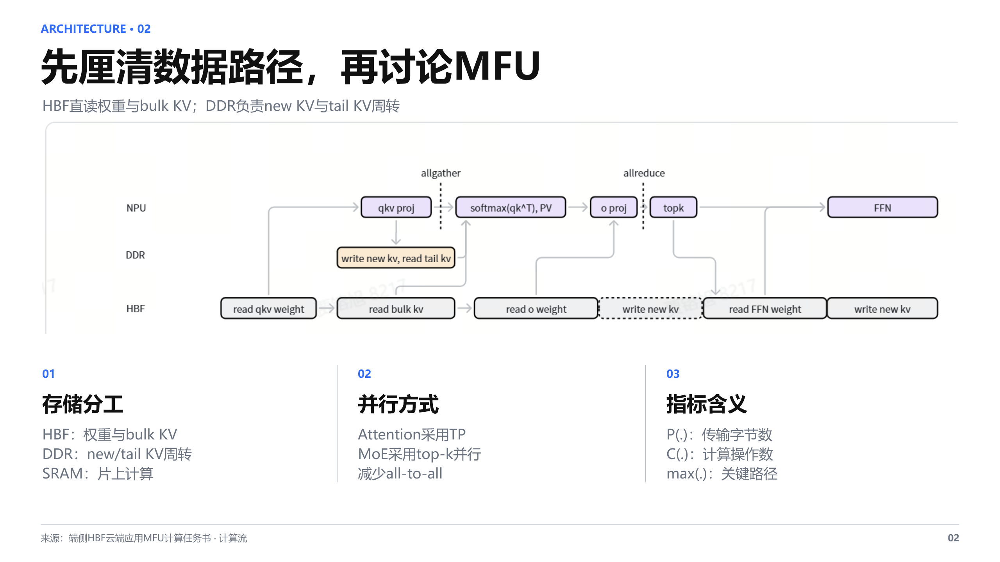 ARCHITECTURE • 02
先厘清数据路径，再讨论MFU
HBF直读权重与bulk KV；DDR负责new KV与tail KV周转
allgather
allreduce
NPU
qkv proj
softmax(qk^T), PV
o proj
topk
FFN
DDR
write new kv, read tail kv
HBF
read qkv weight
read bulk kv
read o weight
write new kv
read FFN weight
write new kv
8217
8217
01
存储分工
HBF：权重与bulk KV
DDR：new/tail KV周转
SRAM：片上计算
02
并行方式
Attention采用TP
MoE采用top-k并行
减少all-to-all
03
指标含义
P(.)：传输字节数
C(.)：计算操作数
max(.)：关键路径
来源：端侧HBF云端应用MFU计算任务书 · 计算流
02